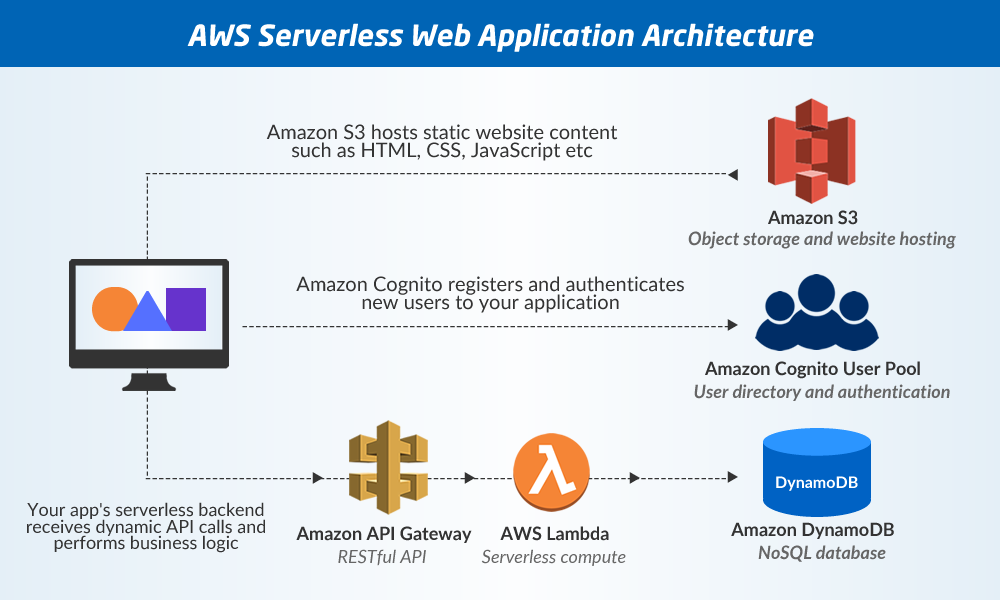 AWS Serverless Web Application Architecture
Amazon S3 hosts static website content
such as HTML, CSS, JavaScript etc
Amazon S3
Object storage and website hosting
Amazon Cognito registers and authenticates
new users to your application
Amazon Cognito User Pool
User directory and authentication
Your app's serverless backend
receives dynamic API calls and
performs business logic
Amazon API Gateway
RESTful API
λ
AWS Lambda
Serverless compute
DynamoDB
Amazon DynamoDB
NoSQL database